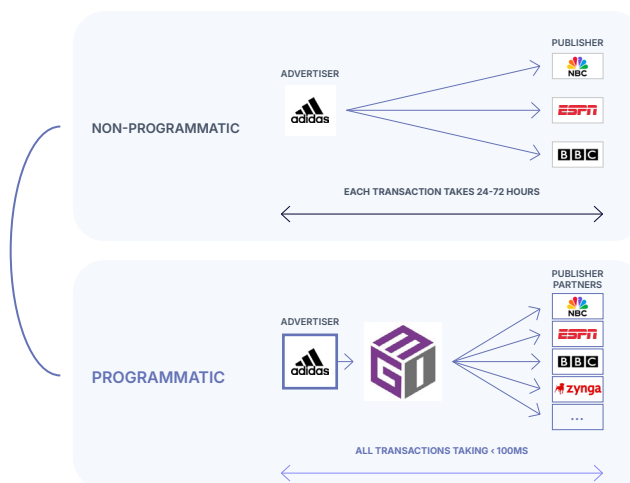 PUBLISHER
NBC
ADVERTISER
adidas
ESPN
NON-PROGRAMMATIC
BBC
EACH TRANSACTION TAKES 24-72 HOURS
PUBLISHER
PARTNERS
NBC
ADVERTISER
ESPN
adidas
BBC
PROGRAMMATIC
zynga
...
ALL TRANSACTIONS TAKING < 100MS